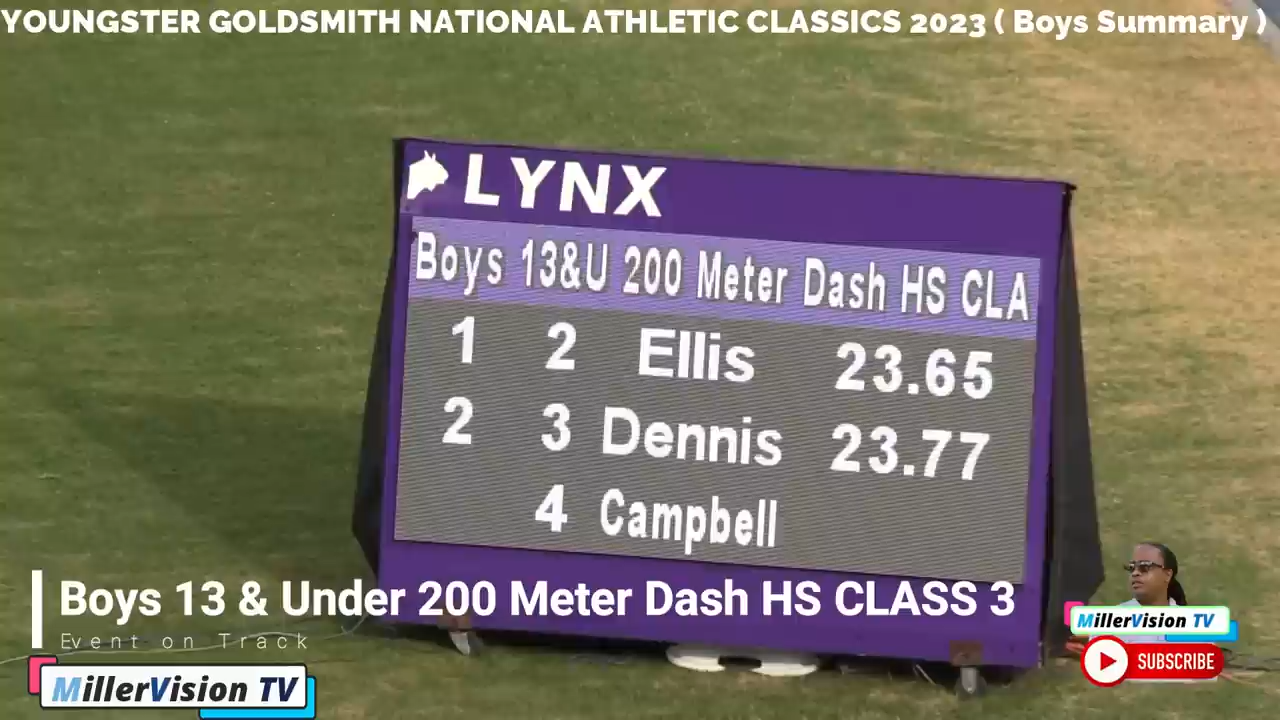 YOUNGSTER GOLDSMITH NATIONAL ATHLETIC CLASSICS 2023 ( Boys Summary )
LYNX
Boys 13&U 200 Meter Dash HS CLA
1 2 Ellis 23.65
2 3 Dennis 23.77
4 Campbell
Boys 13 & Under 200 Meter Dash HS CLASS 3
Event on Track
MillerVision TV
MillerVision TV
SUBSCRIBE